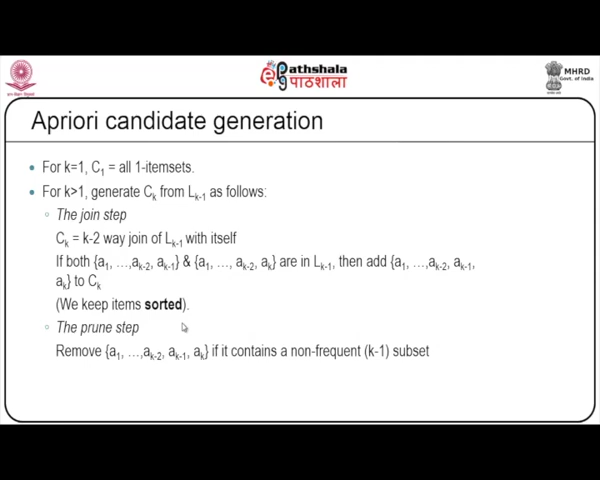 ePathshala
पाठशाला
MHRD
Govt. of India
Apriori candidate generation
• For k=1, C₁ = all 1-itemsets.
• For k>1, generate Cₖ from Lₖ₋₁ as follows:
◦ The join step
Cₖ = k-2 way join of Lₖ₋₁ with itself
If both {a₁, …,aₖ₋₂, aₖ₋₁} & {a₁, …, aₖ₋₂, aₖ} are in Lₖ₋₁, then add {a₁, …,aₖ₋₂, aₖ₋₁,
aₖ} to Cₖ
(We keep items sorted).
◦ The prune step
Remove {a₁, …,aₖ₋₂, aₖ₋₁, aₖ} if it contains a non-frequent (k-1) subset